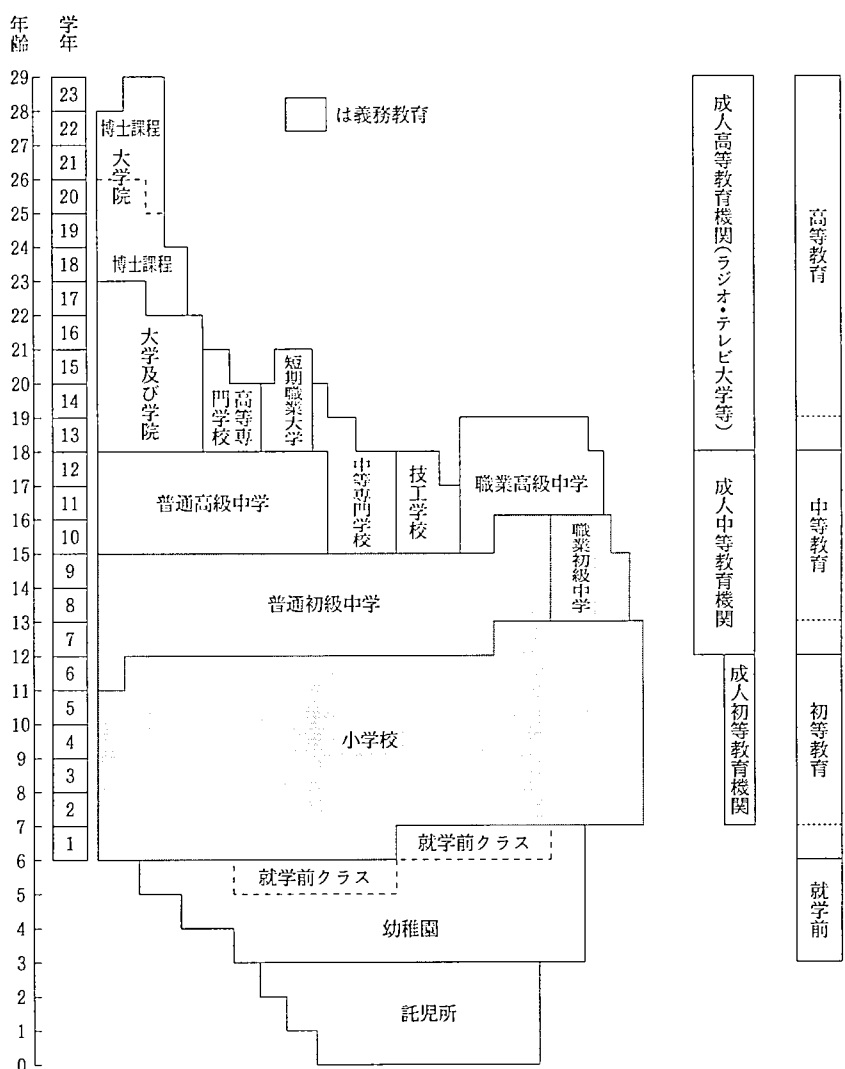 年齢
学年
29
28
27
26
25
24
23
22
21
20
19
18
17
16
15
14
13
12
11
10
9
8
7
6
5
4
3
2
1
0
23
22
21
20
19
18
17
16
15
14
13
12
11
10
9
8
7
6
5
4
3
2
1
は義務教育
博士課程
大学院
博士課程
大学及び学院
高等専門学校
短期職業大学
普通高級中学
中等専門学校
技工学校
職業高級中学
普通初級中学
職業初級中学
小学校
就学前クラス
就学前クラス
幼稚園
託児所
成人高等教育機関(ラジオ・テレビ大学等)
成人中等教育機関
成人初等教育機関
高等教育
中等教育
初等教育
就学前